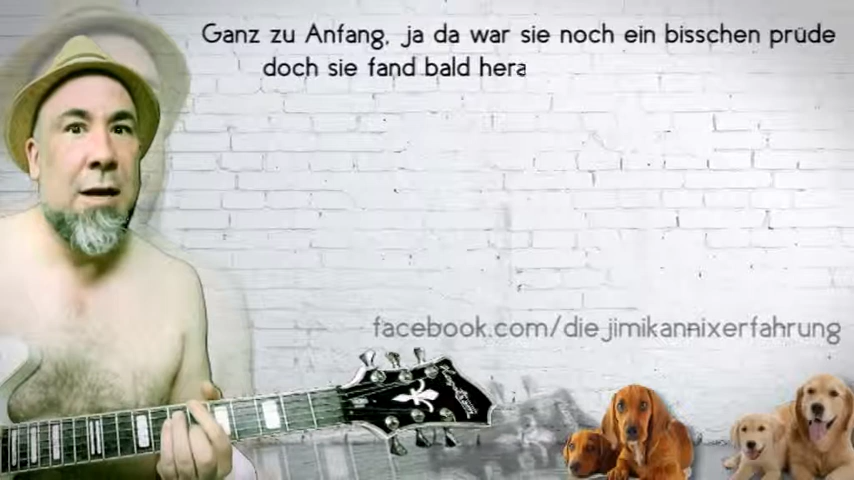 Ganz zu Anfang, ja da war sie noch ein bisschen prüde
doch sie fand bald hera
facebook.com/diejimikannixerfahrung